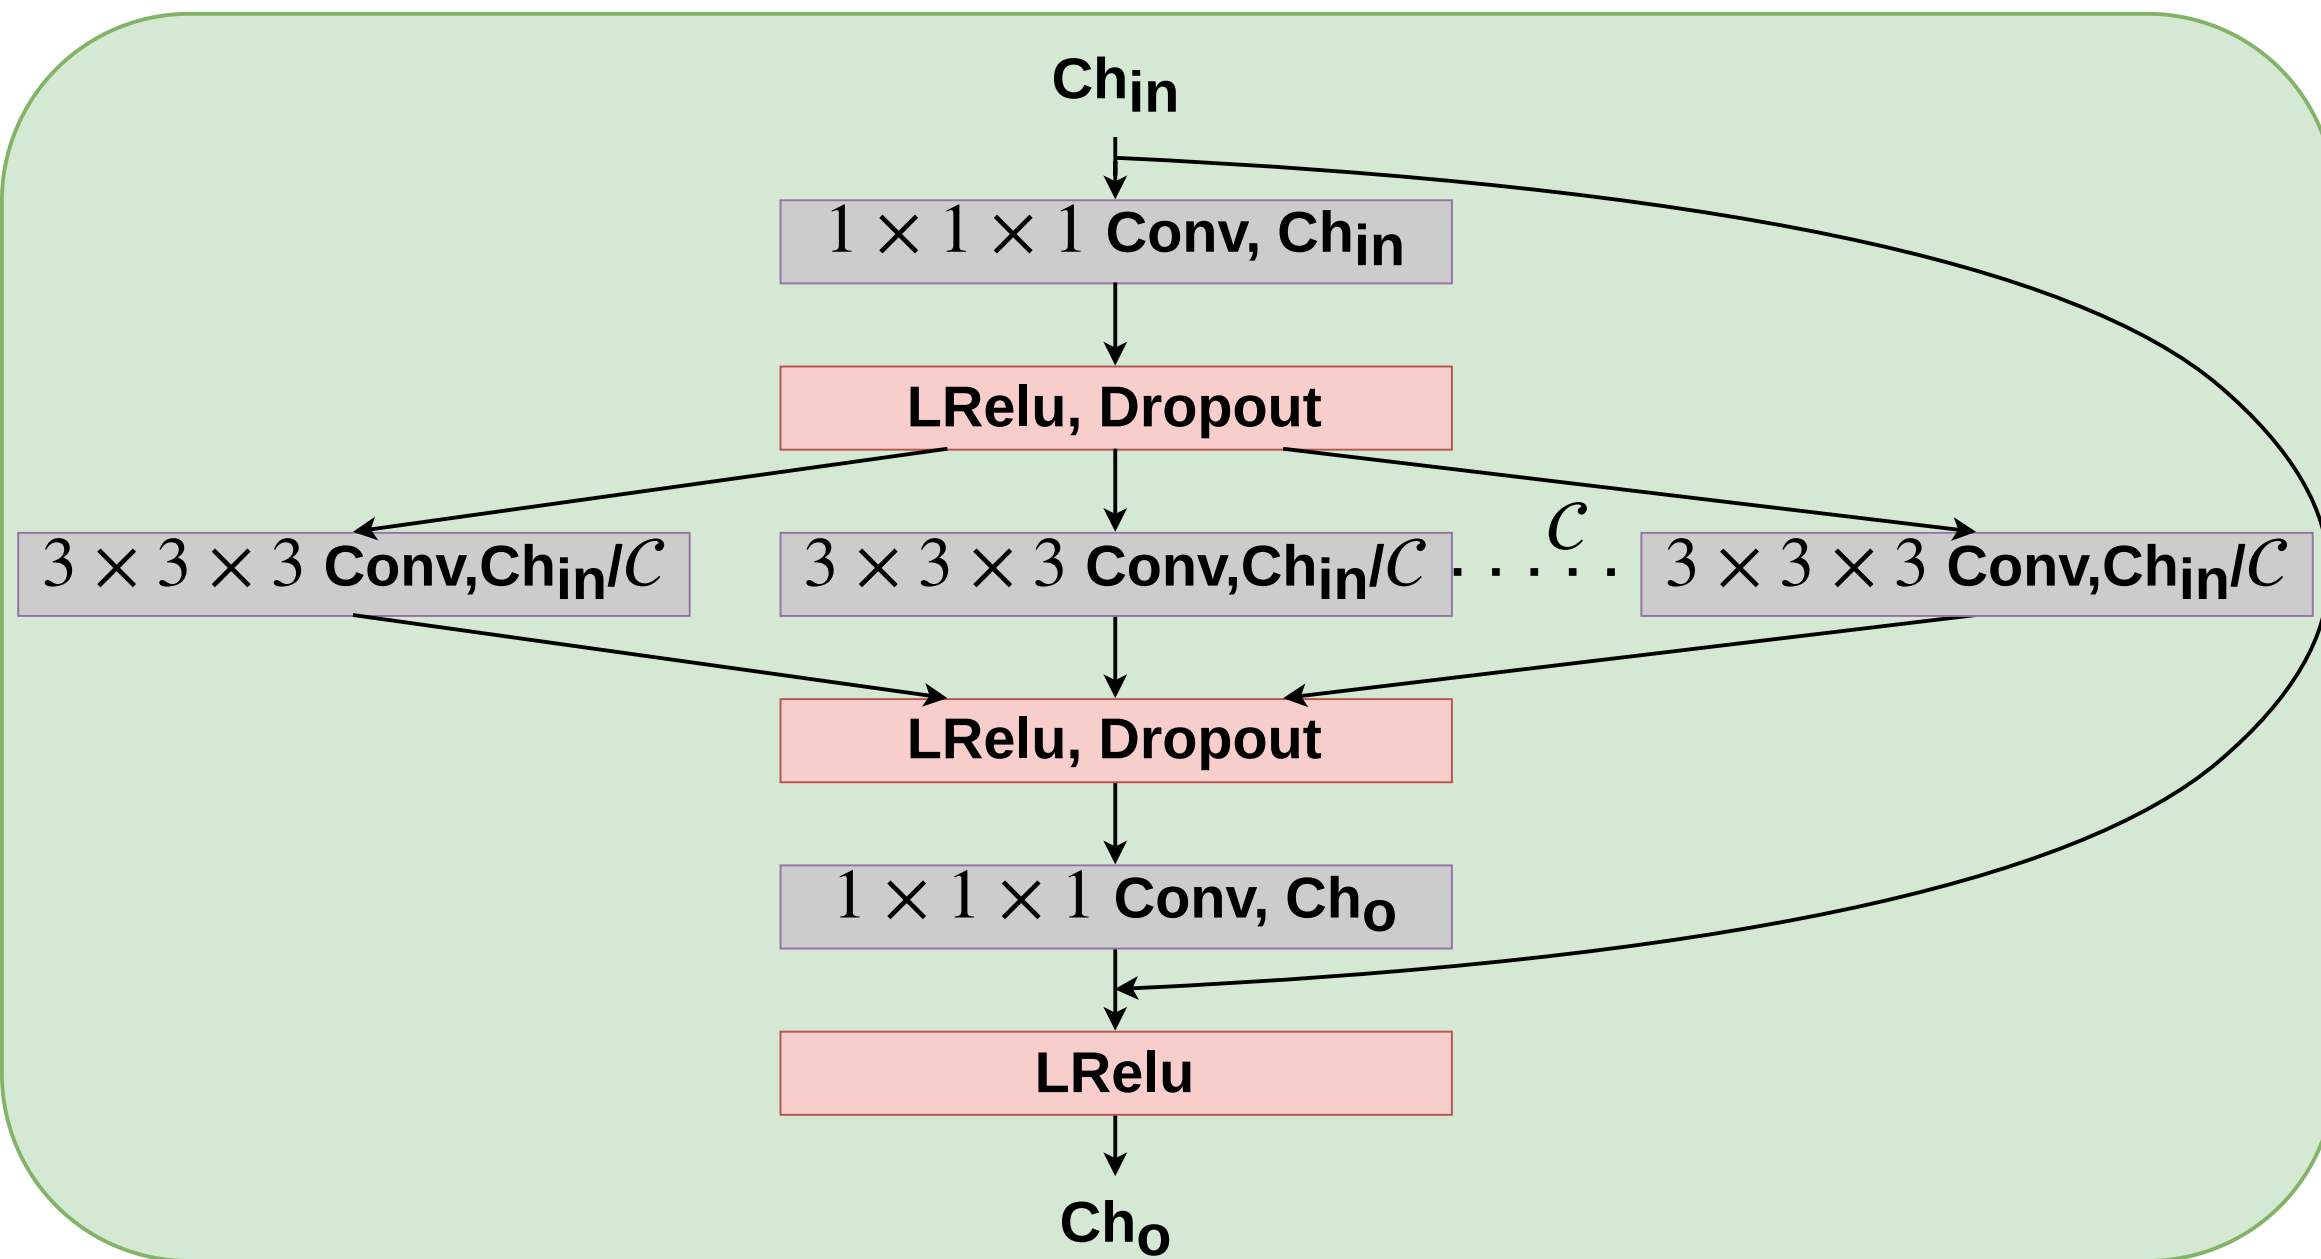 Ch_in
1 × 1 × 1 Conv, Ch_in
LRelu, Dropout
𝒞
3 × 3 × 3 Conv,Ch_in/𝒞 3 × 3 × 3 Conv,Ch_in/𝒞 · · · · · 3 × 3 × 3 Conv,Ch_in/𝒞
LRelu, Dropout
1 × 1 × 1 Conv, Ch_o
LRelu
Ch_o